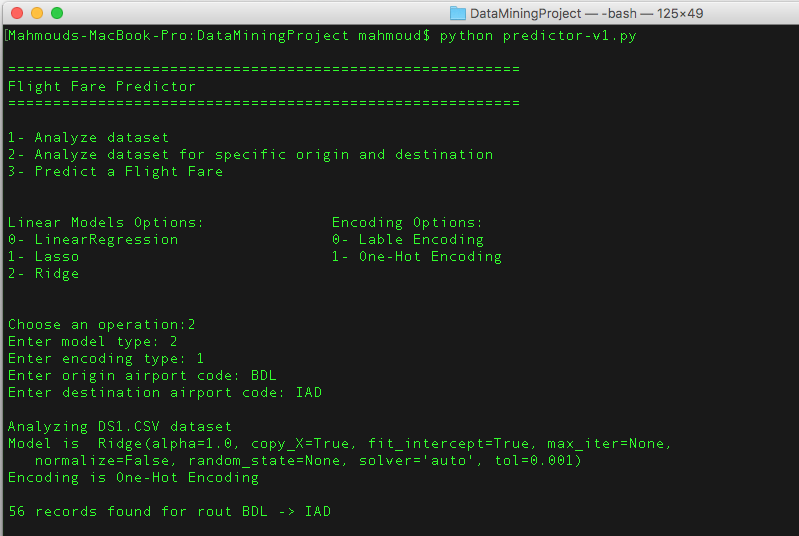 DataMiningProject — -bash — 125×49
[Mahmouds-MacBook-Pro:DataMiningProject mahmoud$ python predictor-v1.py
=========================================================
Flight Fare Predictor
=========================================================
1- Analyze dataset
2- Analyze dataset for specific origin and destination
3- Predict a Flight Fare
Linear Models Options: Encoding Options:
0- LinearRegression 0- Lable Encoding
1- Lasso 1- One-Hot Encoding
2- Ridge
Choose an operation:2
Enter model type: 2
Enter encoding type: 1
Enter origin airport code: BDL
Enter destination airport code: IAD
Analyzing DS1.CSV dataset
Model is  Ridge(alpha=1.0, copy_X=True, fit_intercept=True, max_iter=None,
normalize=False, random_state=None, solver='auto', tol=0.001)
Encoding is One-Hot Encoding
56 records found for rout BDL -> IAD